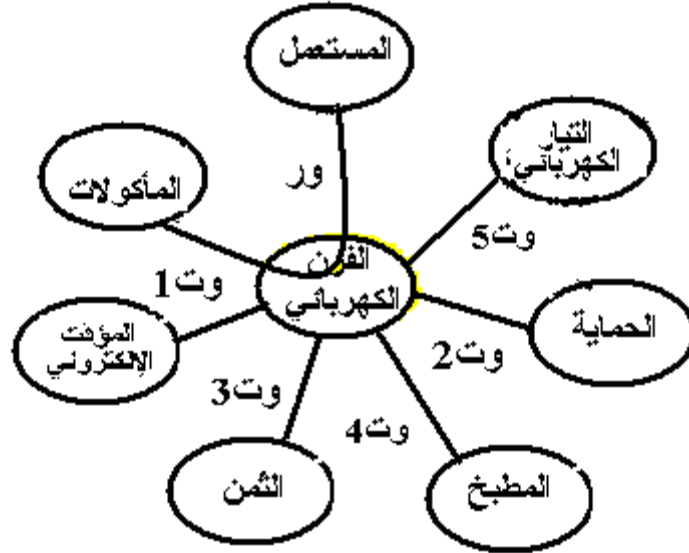 المستعمل
التيار
الكهربائي،
المأكولات
ور
وت5
الفرن
الكهربائي
وت1
الحماية
المؤقت
الإلكتروني
وت2
وت3
وت4
الثمن
المطبخ